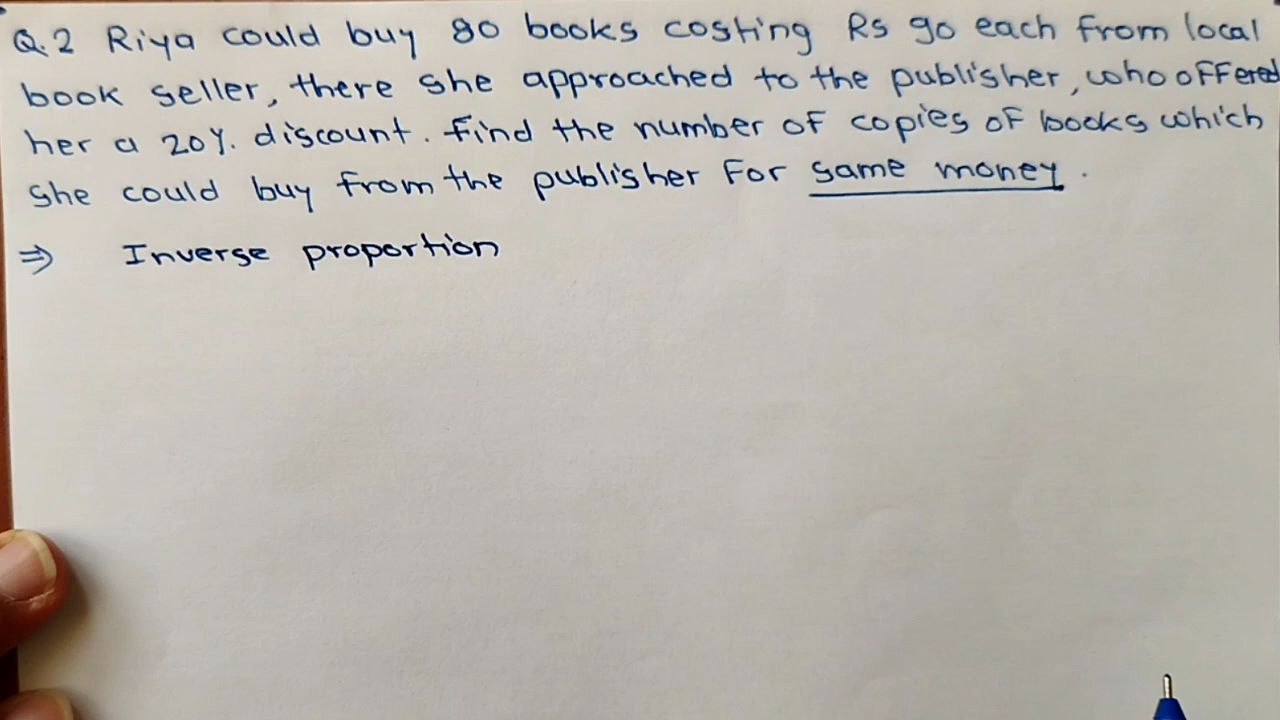 Q.2 Riya could buy 80 books costing Rs 90 each from local
book seller, there she approached to the publisher, who offered
her a 20%. discount. Find the number of copies of books which
she could buy from the publisher For same money.
⇒ Inverse proportion